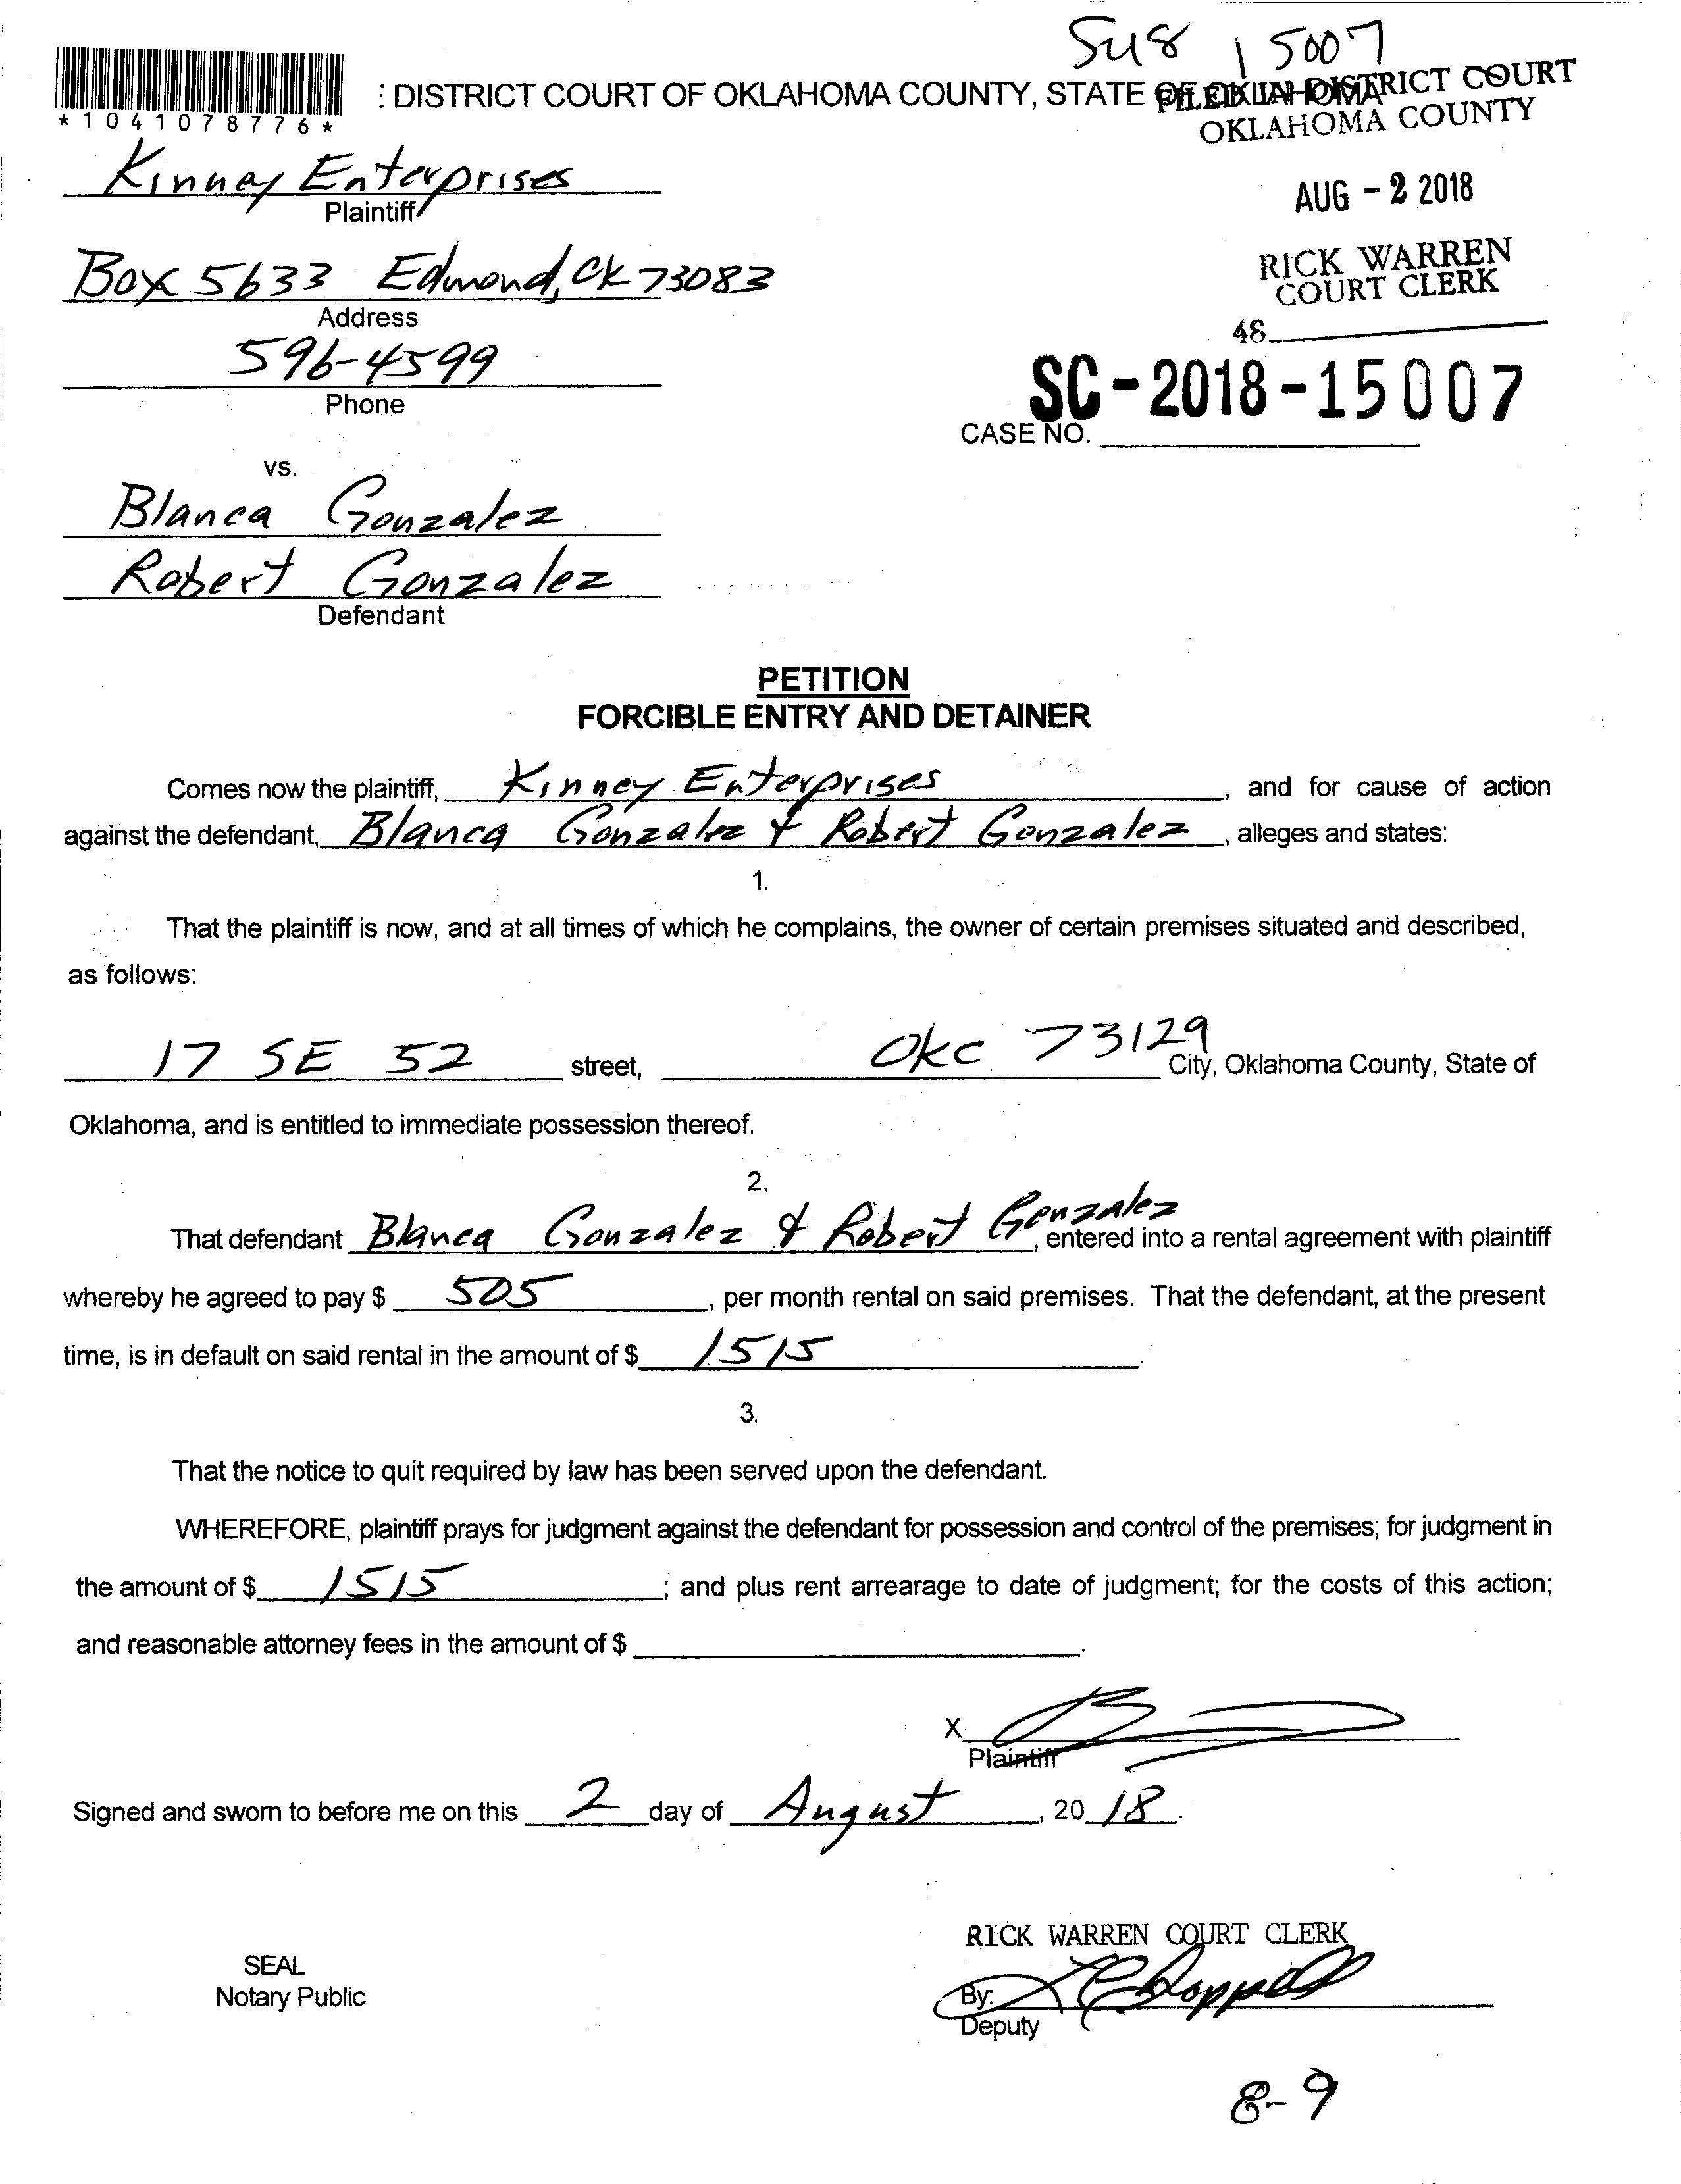 Su8 15007
* 1 0 4 1 0 7 8 7 7 6 *
: DISTRICT COURT OF OKLAHOMA COUNTY, STATE OF OKLAHOMA
FILED IN DISTRICT COURT
OKLAHOMA COUNTY
Kinney Enterprises
Plaintiff
AUG - 2 2018
Box 5633 Edmond, OK 73083
Address
RICK WARREN
COURT CLERK
48
596-4599
Phone
SC-2018-15007
CASE NO.
vs.
Blanca Gonzalez
Robert Gonzalez
Defendant
PETITION
FORCIBLE ENTRY AND DETAINER
Comes now the plaintiff, Kinney Enterprises, and for cause of action
against the defendant, Blanca Gonzalez & Robert Gonzalez, alleges and states:
1.
That the plaintiff is now, and at all times of which he complains, the owner of certain premises situated and described,
as follows:
17 SE 52 street, OKC 73129 City, Oklahoma County, State of
Oklahoma, and is entitled to immediate possession thereof.
2.
That defendant Blanca Gonzalez & Robert Gonzalez, entered into a rental agreement with plaintiff
whereby he agreed to pay $ 505, per month rental on said premises. That the defendant, at the present
time, is in default on said rental in the amount of $ 1515.
3.
That the notice to quit required by law has been served upon the defendant.
WHEREFORE, plaintiff prays for judgment against the defendant for possession and control of the premises; for judgment in
the amount of $ 1515; and plus rent arrearage to date of judgment; for the costs of this action;
and reasonable attorney fees in the amount of $ .
X
Plaintiff
Signed and sworn to before me on this 2 day of August, 20 18.
RICK WARREN COURT CLERK
SEAL
Notary Public
By:
Deputy
8-9